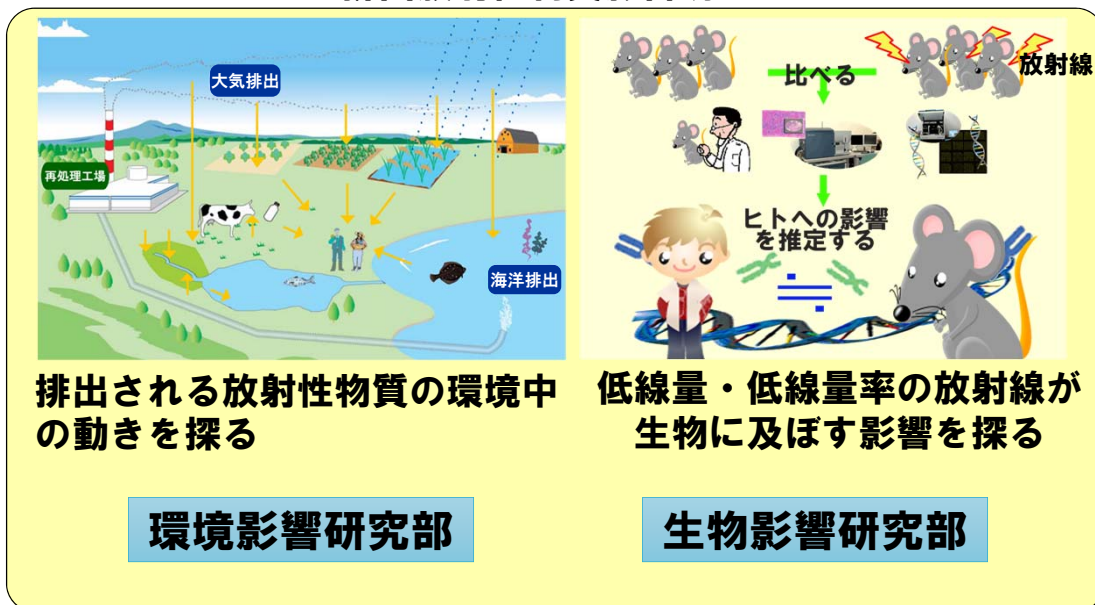 大気排出
再処理工場
海洋排出
放射線
比べる
ヒトへの影響
を推定する
排出される放射性物質の環境中
の動きを探る
低線量・低線量率の放射線が
生物に及ぼす影響を探る
環境影響研究部
生物影響研究部